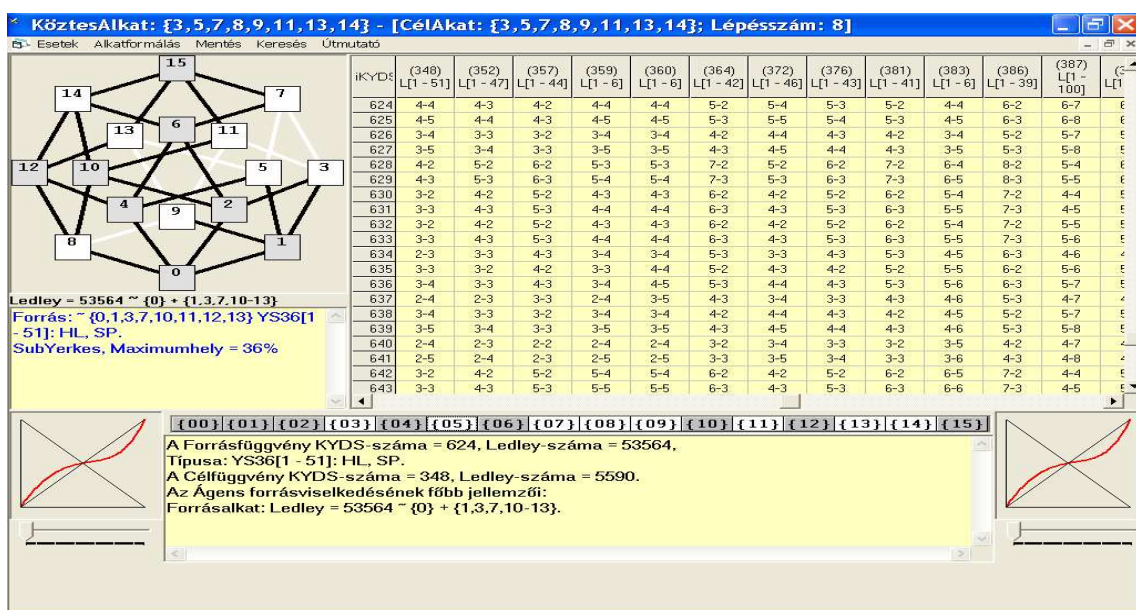 KöztesAlkat: {3,5,7,8,9,11,13,14} - [CélAkat: {3,5,7,8,9,11,13,14}; Lépésszám: 8]
Esetek Alkatformálás Mentés Keresés Útmutató
15
14 7
13 6 11
12 10 5 3
4 9 2
8 1
0
Ledley = 53564 ~ {0} + {1,3,7,10-13}
Forrás: ~ {0,1,3,7,10,11,12,13} YS36[1
- 51]: HL, SP.
SubYerkes, Maximumhely = 36%
iKYDS (348) (352) (357) (359) (360) (364) (372) (376) (381) (383) (386) (387)
L[1 - 51] L[1 - 47] L[1 - 44] L[1 - 6] L[1 - 6] L[1 - 42] L[1 - 46] L[1 - 43] L[1 - 41] L[1 - 6] L[1 - 39] L[1 - 100]
624 4-4 4-3 4-2 4-4 4-4 5-2 5-4 5-3 5-2 4-4 6-2 6-7
625 4-5 4-4 4-3 4-5 4-5 5-3 5-5 5-4 5-3 4-5 6-3 6-8
626 3-4 3-3 3-2 3-4 3-4 4-2 4-4 4-3 4-2 3-4 5-2 5-7
627 3-5 3-4 3-3 3-5 3-5 4-3 4-5 4-4 4-3 3-5 5-3 5-8
628 4-2 5-2 6-2 5-3 5-3 7-2 5-2 6-2 7-2 6-4 8-2 5-4
629 4-3 5-3 6-3 5-4 5-4 7-3 5-3 6-3 7-3 6-5 8-3 5-5
630 3-2 4-2 5-2 4-3 4-3 6-2 4-2 5-2 6-2 5-4 7-2 4-4
631 3-3 4-3 5-3 4-4 4-4 6-3 4-3 5-3 6-3 5-5 7-3 4-5
632 3-2 4-2 5-2 4-3 4-3 6-2 4-2 5-2 6-2 5-4 7-2 5-5
633 3-3 4-3 5-3 4-4 4-4 6-3 4-3 5-3 6-3 5-5 7-3 5-6
634 2-3 3-3 4-3 3-4 3-4 5-3 3-3 4-3 5-3 4-5 6-3 4-6
635 3-3 3-2 4-2 3-3 4-4 5-2 4-3 4-2 5-2 5-5 6-2 5-6
636 3-4 3-3 4-3 3-4 4-5 5-3 4-4 4-3 5-3 5-6 6-3 5-7
637 2-4 2-3 3-3 2-4 3-5 4-3 3-4 3-3 4-3 4-6 5-3 4-7
638 3-4 3-3 3-2 3-4 3-4 4-2 4-4 4-3 4-2 4-5 5-2 5-7
639 3-5 3-4 3-3 3-5 3-5 4-3 4-5 4-4 4-3 4-6 5-3 5-8
640 2-4 2-3 2-2 2-4 2-4 3-2 3-4 3-3 3-2 3-5 4-2 4-7
641 2-5 2-4 2-3 2-5 2-5 3-3 3-5 3-4 3-3 3-6 4-3 4-8
642 3-2 4-2 5-2 5-4 5-4 6-2 4-2 5-2 6-2 6-5 7-2 4-4
643 3-3 4-3 5-3 5-5 5-5 6-3 4-3 5-3 6-3 6-6 7-3 4-5
{00} {01} {02} {03} {04} {05} {06} {07} {08} {09} {10} {11} {12} {13} {14} {15}
A Forrásfüggvény KYDS-száma = 624, Ledley-száma = 53564,
Típusa: YS36[1 - 51]: HL, SP.
A Célfüggvény KYDS-száma = 348, Ledley-száma = 5590.
Az Ágens forrásviselkedésének főbb jellemzői:
Forrásalkat: Ledley = 53564 ~ {0} + {1,3,7,10-13}.